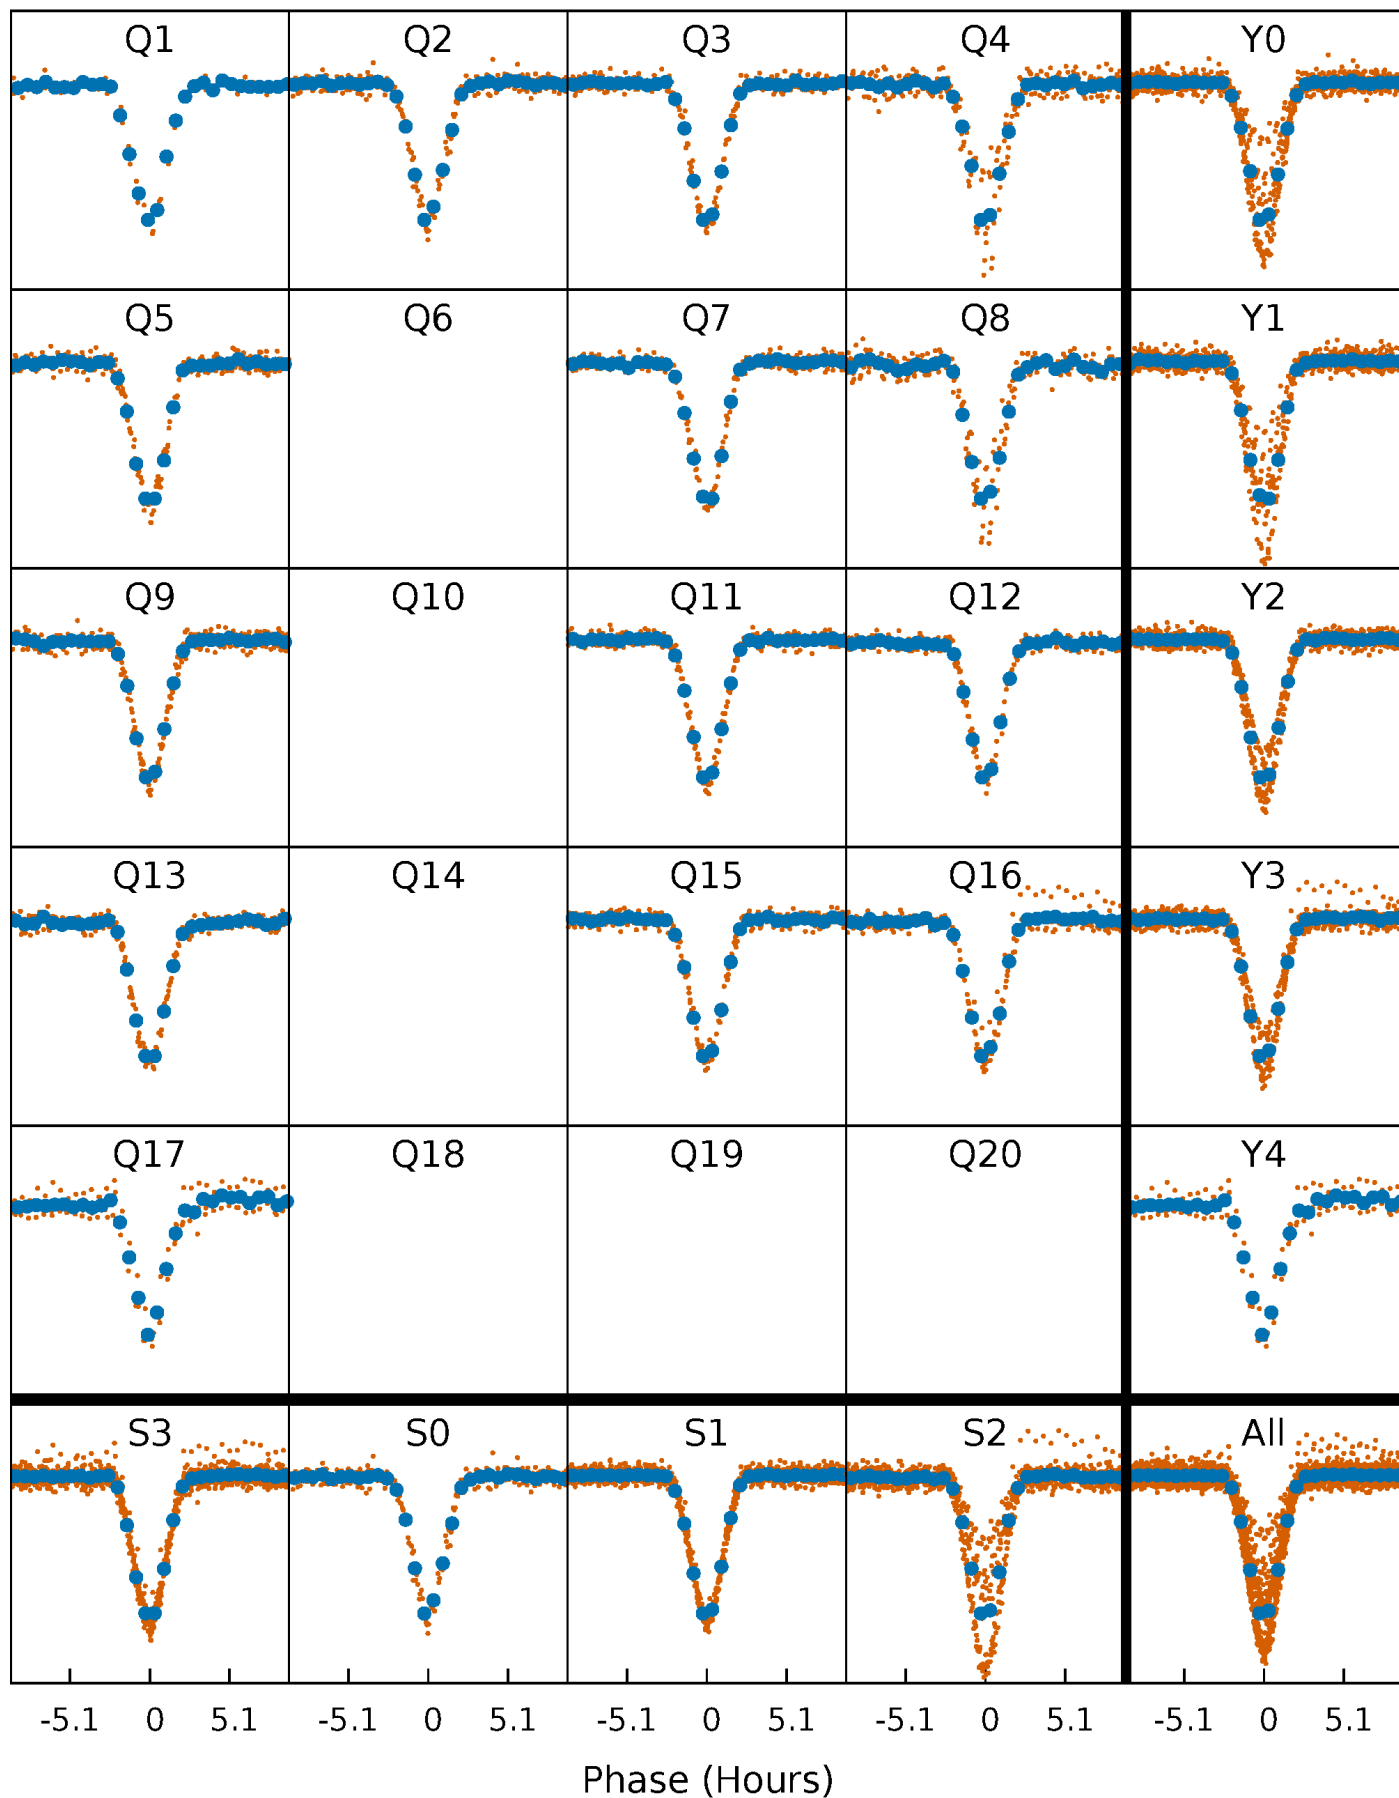 Q1 Q2 Q3 Q4 Y0
Q5 Q6 Q7 Q8 Y1
Q9 Q10 Q11 Q12 Y2
Q13 Q14 Q15 Q16 Y3
Q17 Q18 Q19 Q20 Y4
S3 S0 S1 S2 All
-5.1 0 5.1 -5.1 0 5.1 -5.1 0 5.1 -5.1 0 5.1 -5.1 0 5.1
Phase (Hours)